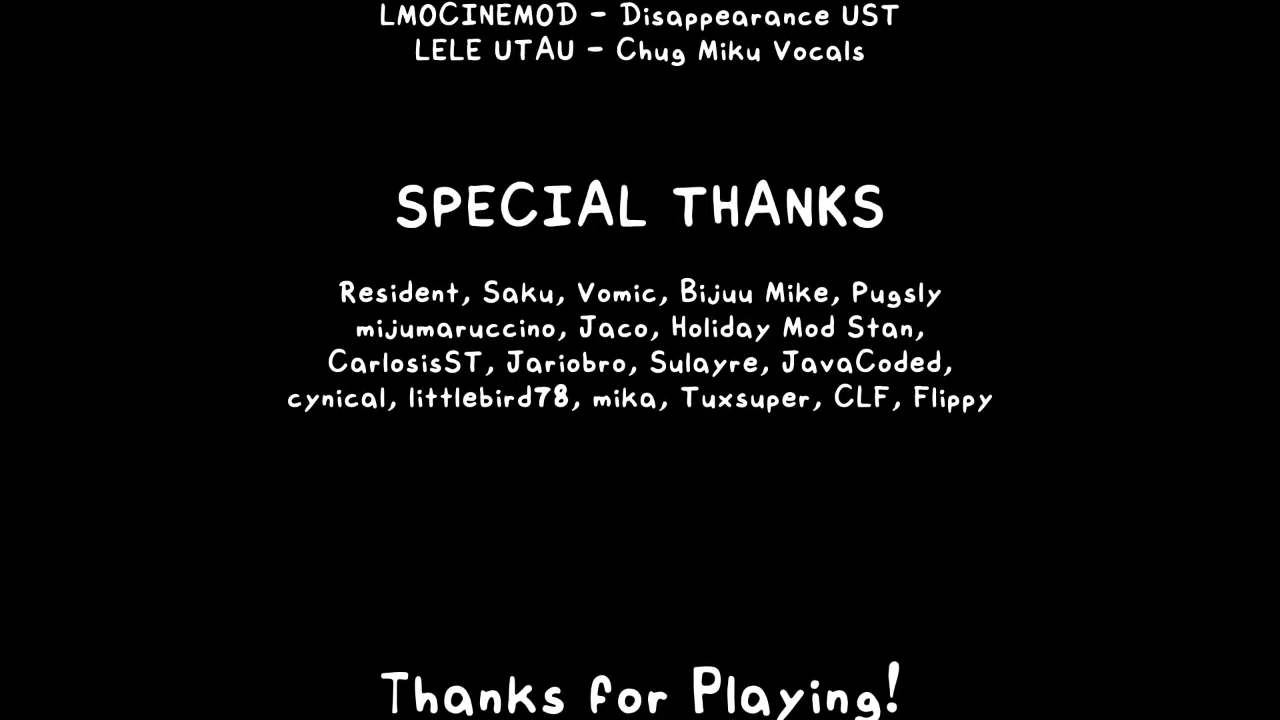 LMOCINEMOD - Disappearance UST
LELE UTAU - Chug Miku Vocals
SPECIAL THANKS
Resident, Saku, Vomic, Bijuu Mike, Pugsly
mijumaruccino, Jaco, Holiday Mod Stan,
CarlosisST, Jariobro, Sulayre, JavaCoded,
cynical, littlebird78, mika, Tuxsuper, CLF, Flippy
Thanks for Playing!